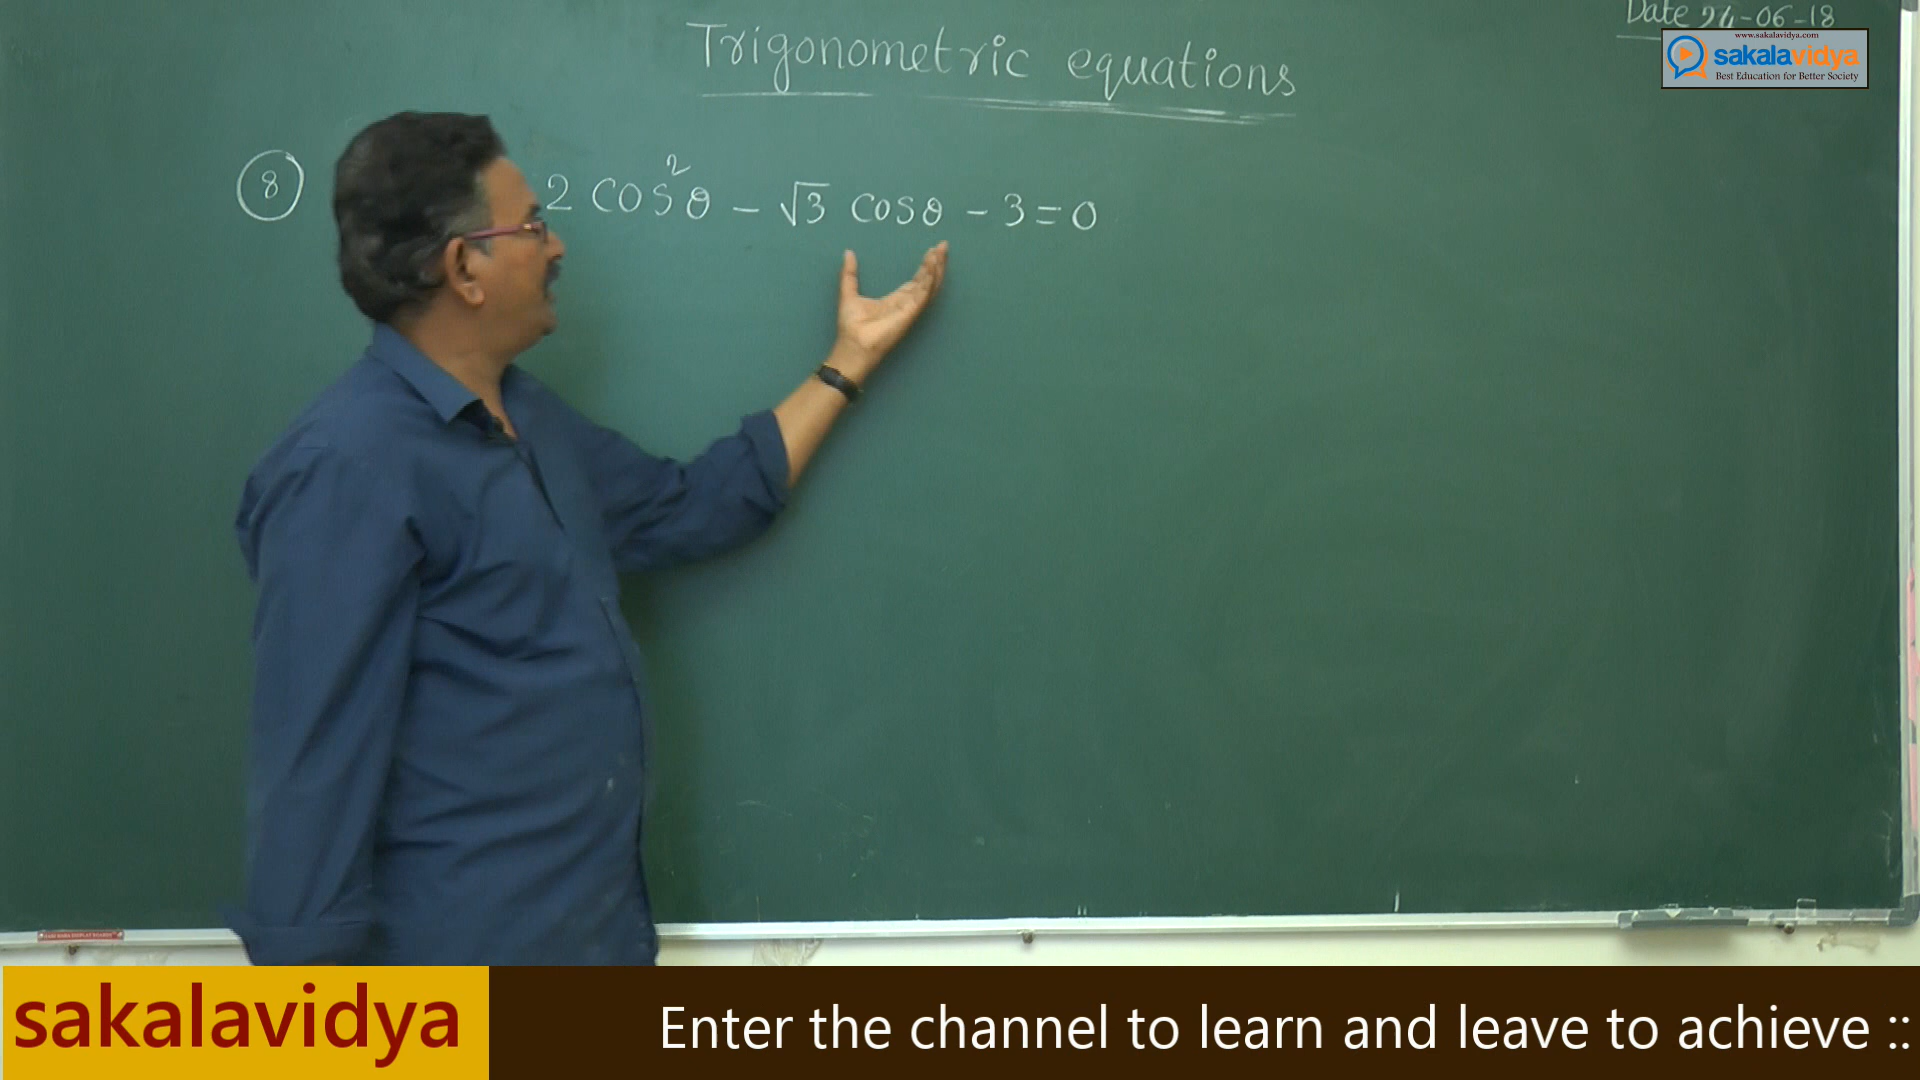 Date 24-06-18
www.sakalavidya.com
sakalavidya
Best Education for Better Society
Trigonometric equations
8 2 cos²θ - √3 cosθ - 3 = 0
sakalavidya
Enter the channel to learn and leave to achieve ::